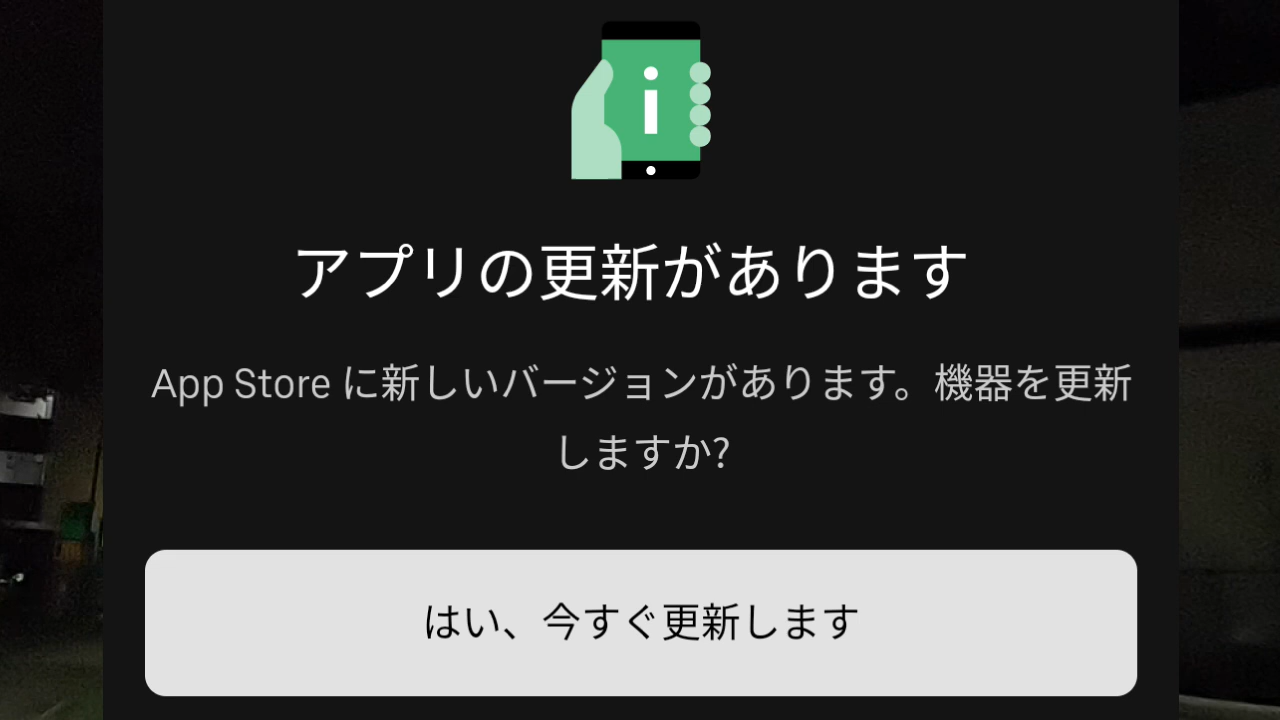 アプリの更新があります
App Store に新しいバージョンがあります。機器を更新
しますか?
はい、今すぐ更新します